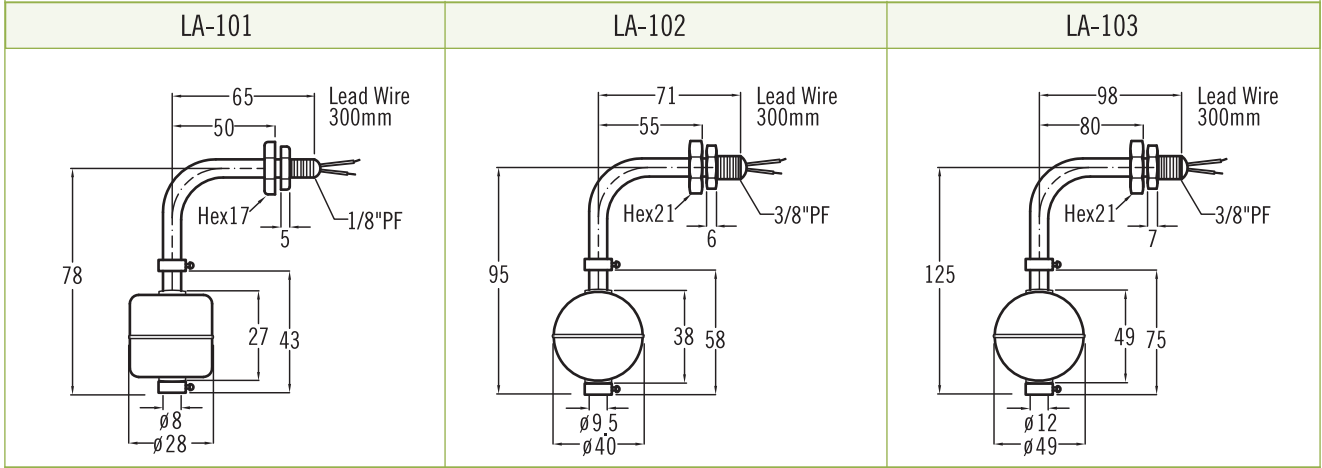 LA-101
LA-102
LA-103
65
Lead Wire
300mm
50
Hex17
1/8"PF
5
78
27
43
ø8
ø28
71
Lead Wire
300mm
55
Hex21
3/8"PF
6
95
38
58
ø9.5
ø40
98
Lead Wire
300mm
80
Hex21
3/8"PF
7
125
49
75
ø12
ø49